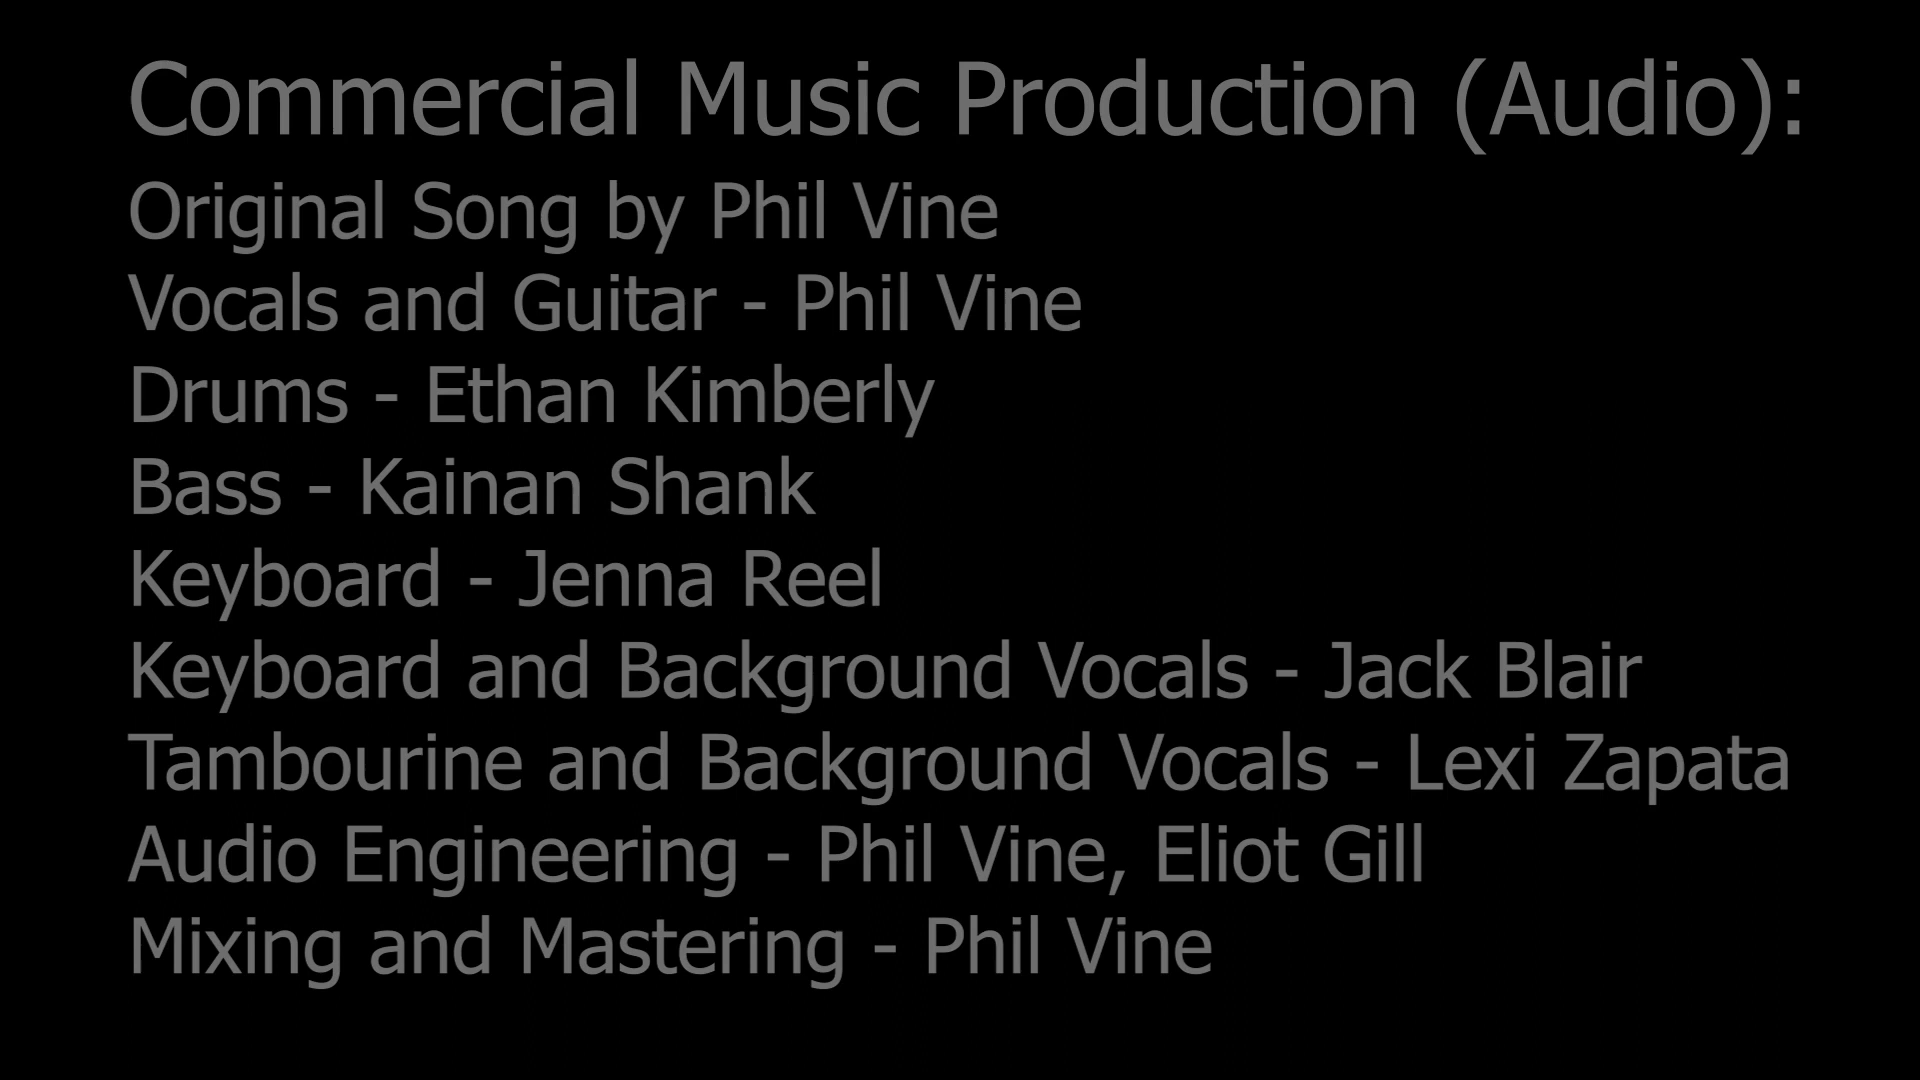 Commercial Music Production (Audio):
Original Song by Phil Vine
Vocals and Guitar - Phil Vine
Drums - Ethan Kimberly
Bass - Kainan Shank
Keyboard - Jenna Reel
Keyboard and Background Vocals - Jack Blair
Tambourine and Background Vocals - Lexi Zapata
Audio Engineering - Phil Vine, Eliot Gill
Mixing and Mastering - Phil Vine